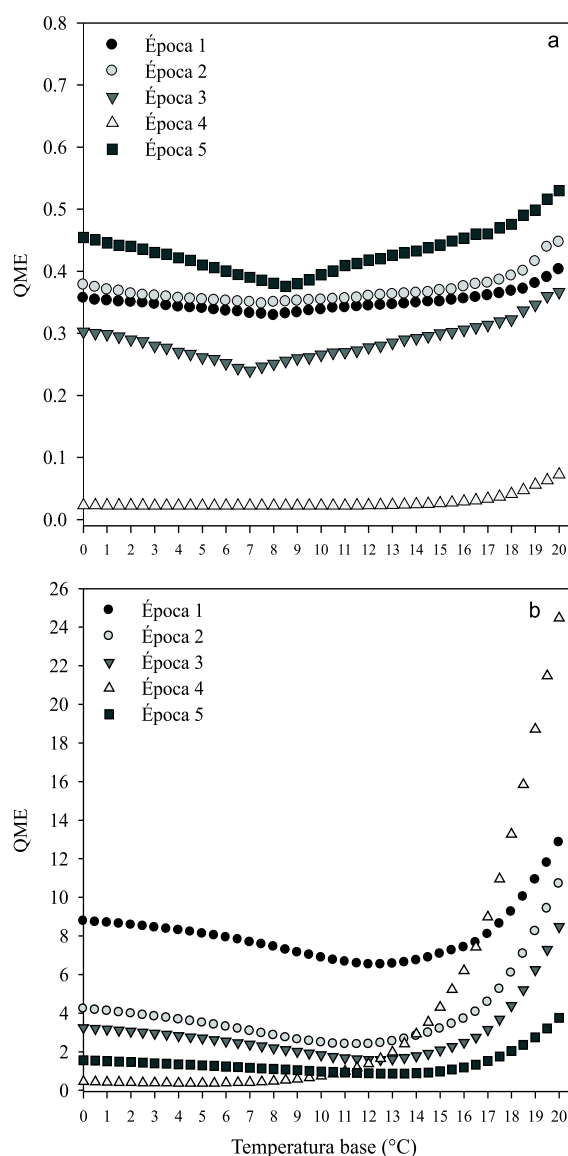 a
Época 1
Época 2
Época 3
Época 4
Época 5
QME
0.8
0.7
0.6
0.5
0.4
0.3
0.2
0.1
0.0
0 1 2 3 4 5 6 7 8 9 10 11 12 13 14 15 16 17 18 19 20
b
Época 1
Época 2
Época 3
Época 4
Época 5
QME
26
24
22
20
18
16
14
12
10
8
6
4
2
0
0 1 2 3 4 5 6 7 8 9 10 11 12 13 14 15 16 17 18 19 20
Temperatura base (°C)